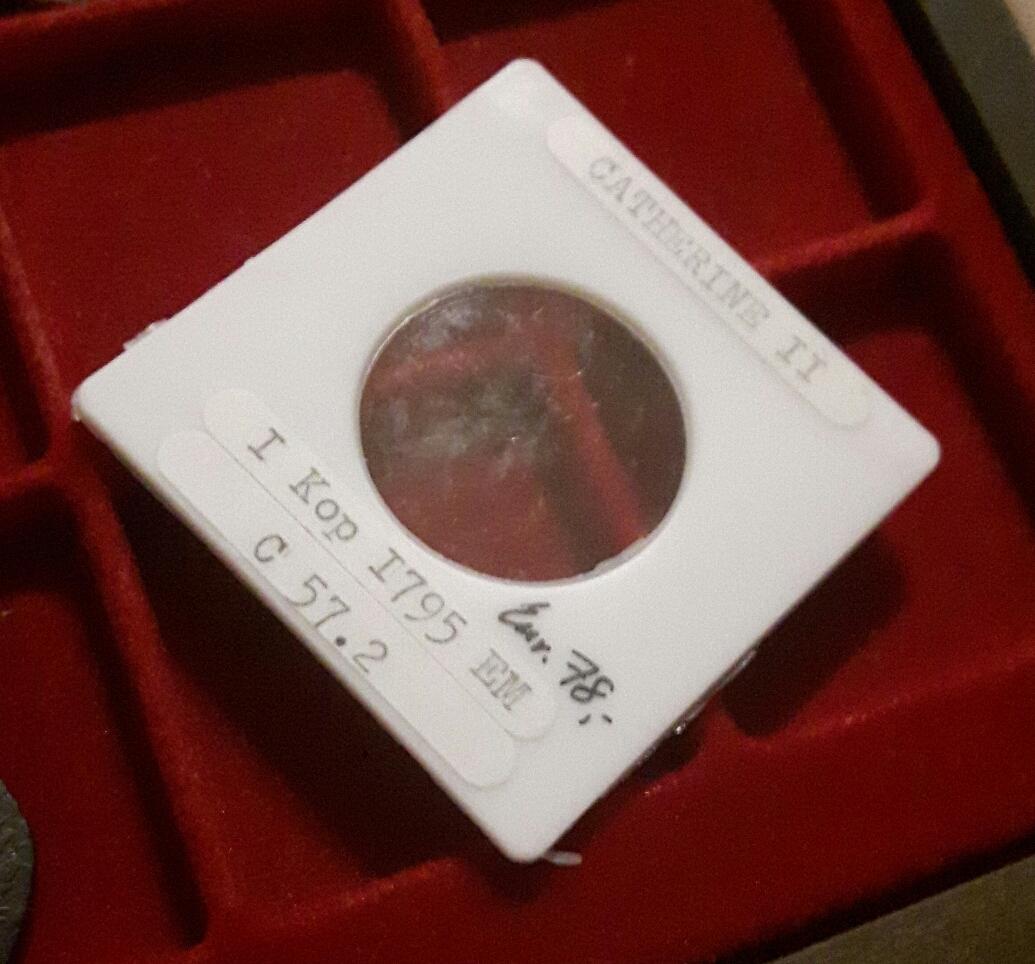 CATHERINE II
I Kop I795 EM
C 57.2
Eur. 78,-